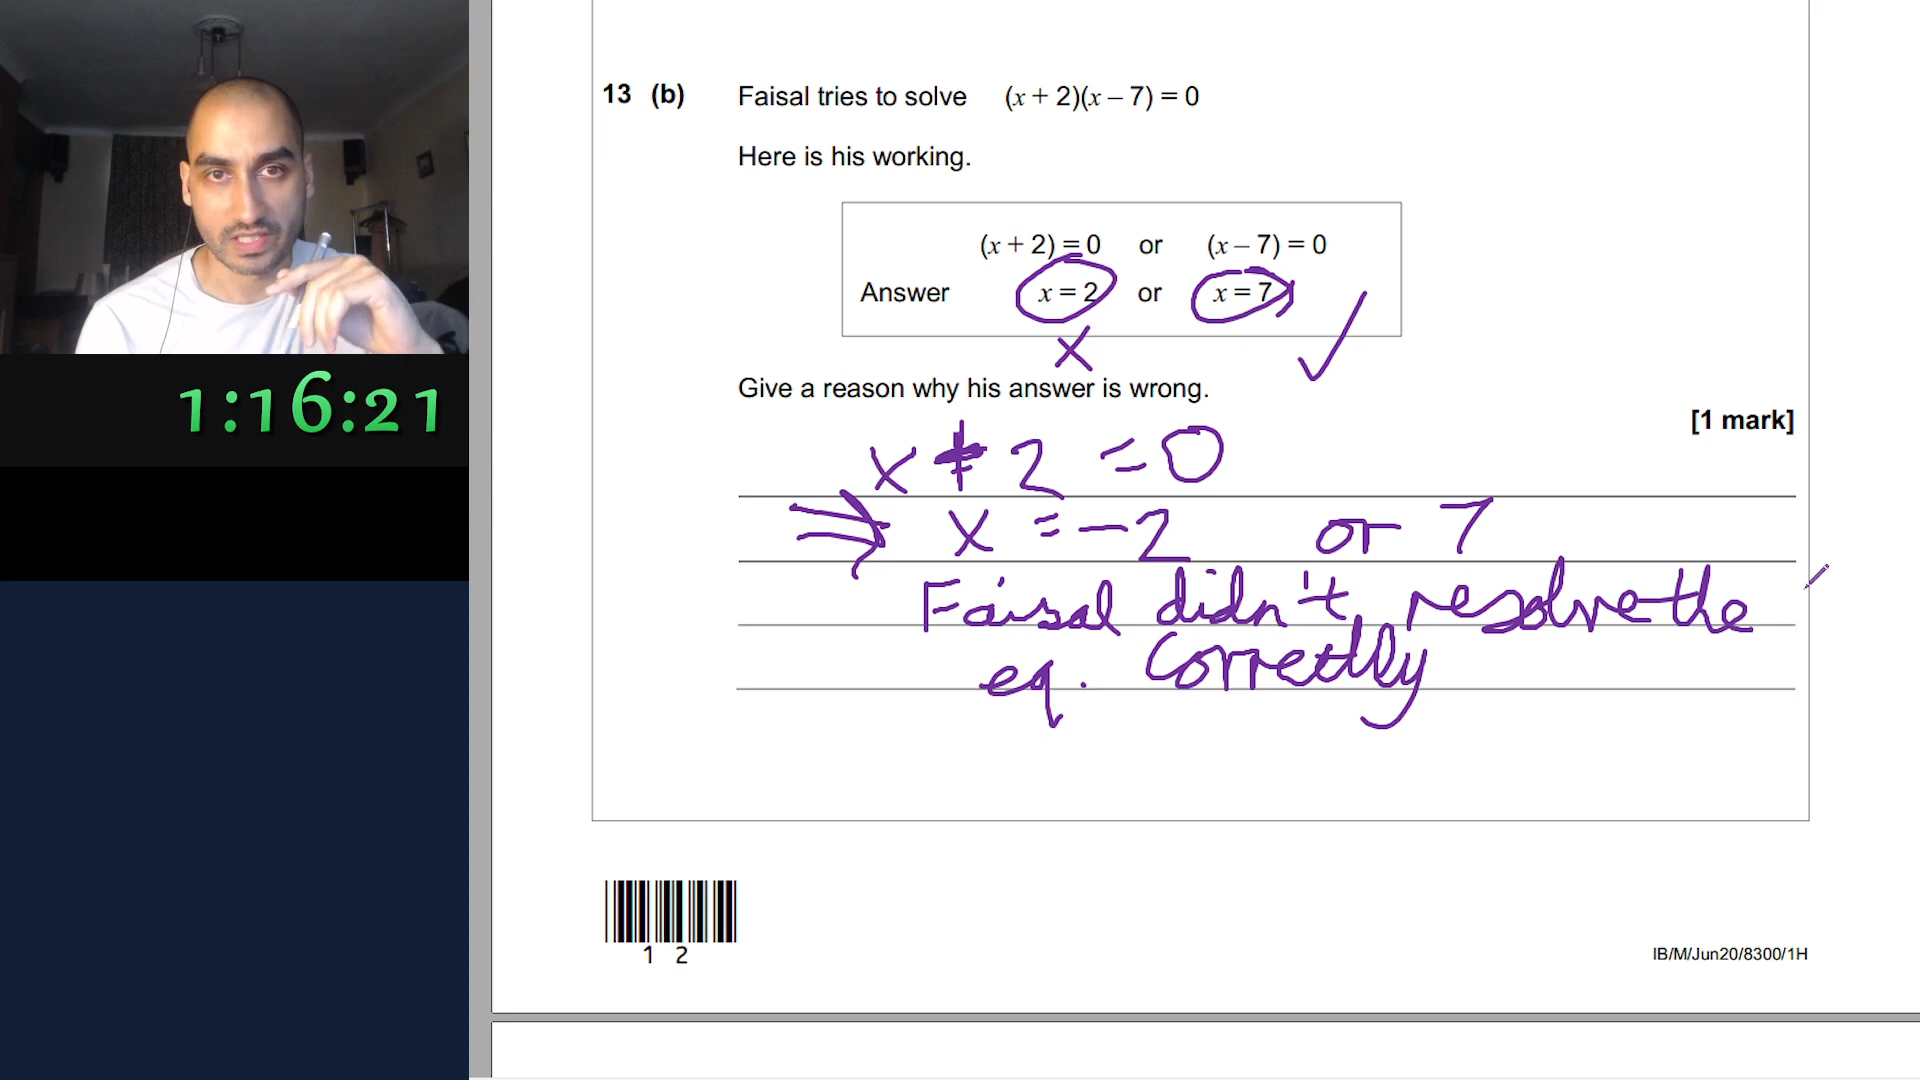 1:16:21
13 (b) Faisal tries to solve (x + 2)(x – 7) = 0
Here is his working.
(x + 2) = 0 or (x – 7) = 0
Answer x = 2 or x = 7
x ✓
Give a reason why his answer is wrong.
[1 mark]
x + 2 = 0
⇒ x = -2 or 7
Faisal didn't resolve the
eq. correctly
1 2
IB/M/Jun20/8300/1H